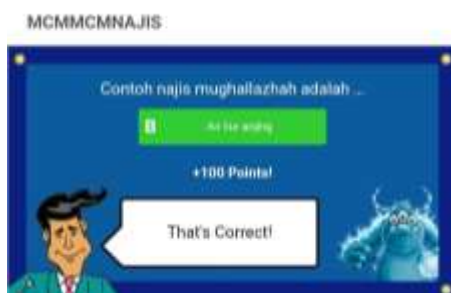 MCMMCMNAJIS
Contoh najis mughallazhah adalah ...
Air liur anjing
+100 Points!
That's Correct!